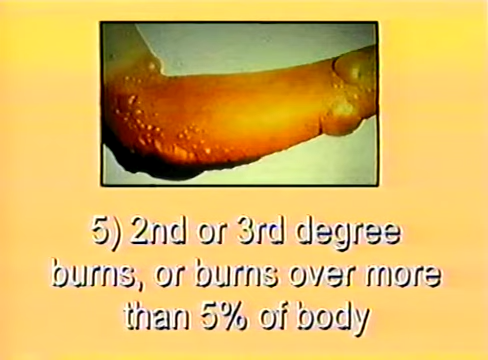 5) 2nd or 3rd degree
burns, or burns over more
than 5% of body